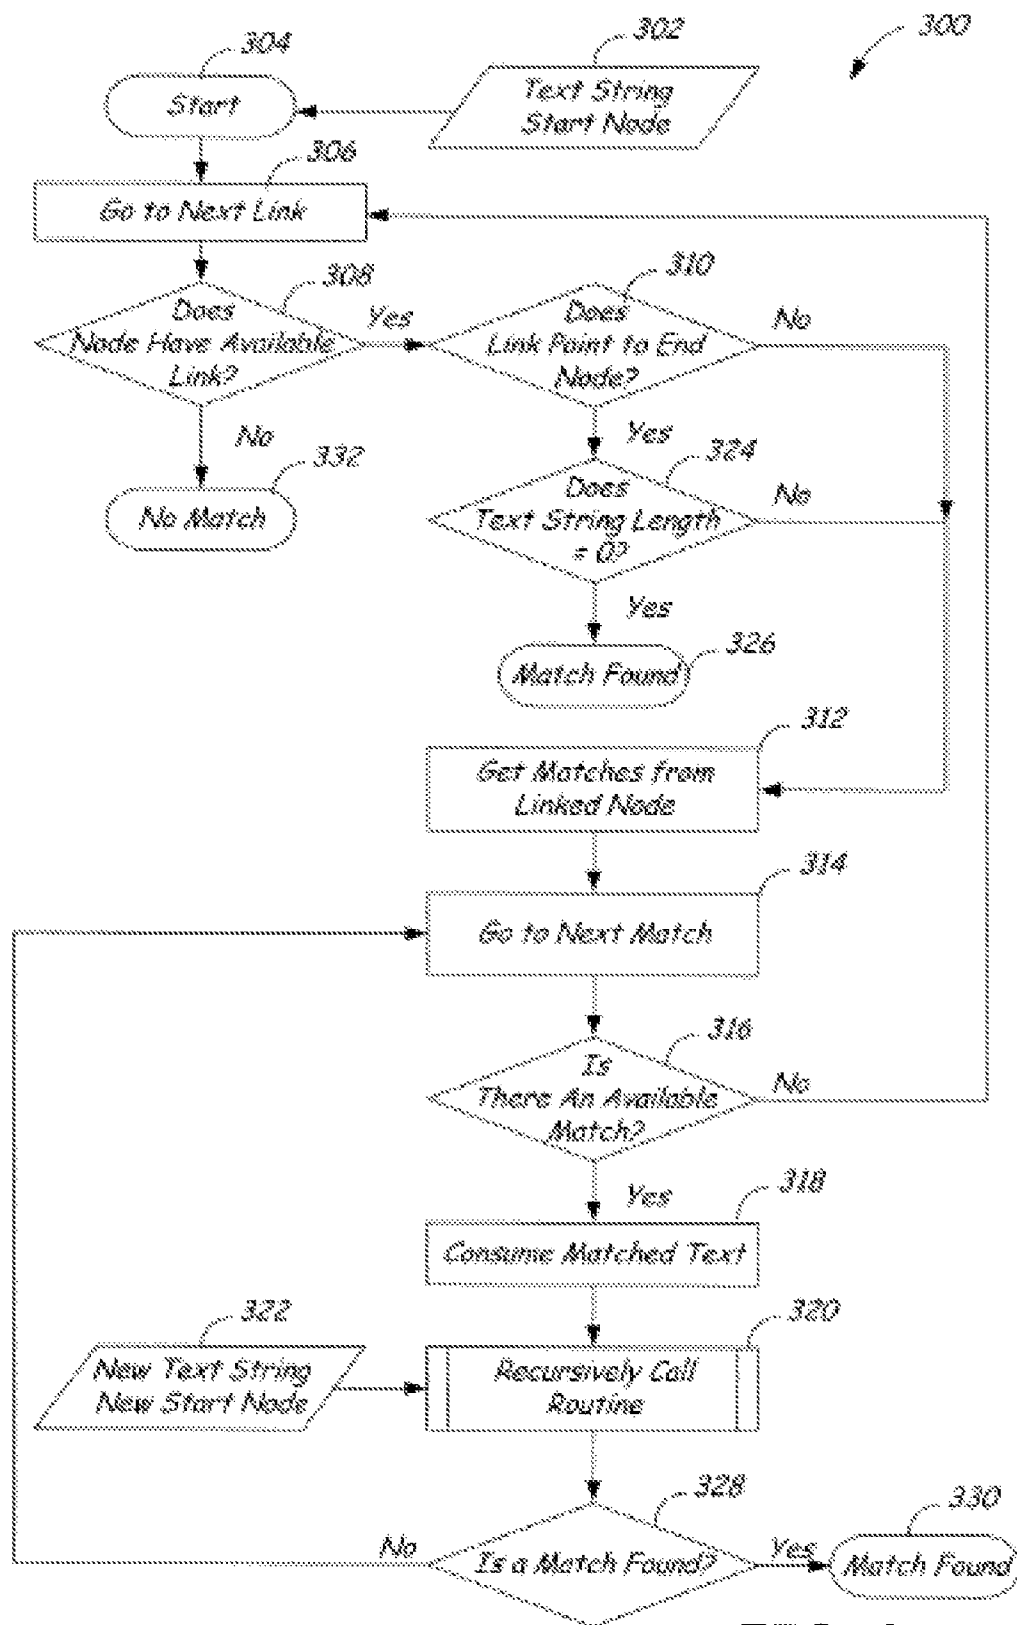 300
302
304
Text String
Start Node
Start
306
Go to Next Link
308
310
Does
Node Have Available
Link?
Yes
Does
Link Point to End
Node?
No
No
Yes
332
No Match
324
Does
Text String Length
= 0?
No
Yes
326
Match Found
312
Get Matches from
Linked Node
314
Go to Next Match
316
Is
There An Available
Match?
No
Yes
318
Consume Matched Text
320
322
New Text String
New Start Node
Recursively Call
Routine
328
No
Is a Match Found?
Yes
330
Match Found